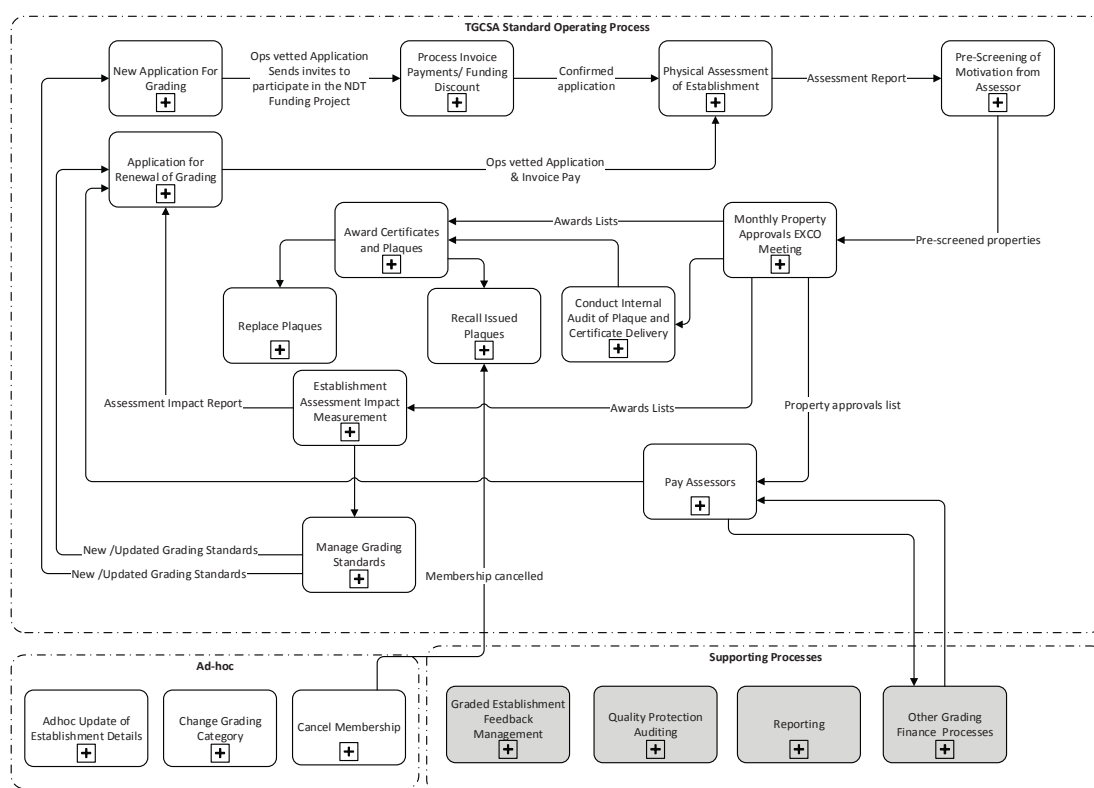 TGCSA Standard Operating Process
New Application For
Grading
Ops vetted Application
Sends invites to
participate in the NDT
Funding Project
Process Invoice
Payments/ Funding
Discount
Confirmed
application
Physical Assessment
of Establishment
Assessment Report
Pre-Screening of
Motivation from
Assessor
Application for
Renewal of Grading
Ops vetted Application
& Invoice Pay
Award Certificates
and Plaques
Awards Lists
Monthly Property
Approvals EXCO
Meeting
Pre-screened properties
Replace Plaques
Recall Issued
Plaques
Conduct Internal
Audit of Plaque and
Certificate Delivery
Assessment Impact Report
Establishment
Assessment Impact
Measurement
Awards Lists
Property approvals list
Pay Assessors
New /Updated Grading Standards
New /Updated Grading Standards
Manage Grading
Standards
Membership cancelled
Ad-hoc
Adhoc Update of
Establishment Details
Change Grading
Category
Cancel Membership
Supporting Processes
Graded Establishment
Feedback
Management
Quality Protection
Auditing
Reporting
Other Grading
Finance Processes